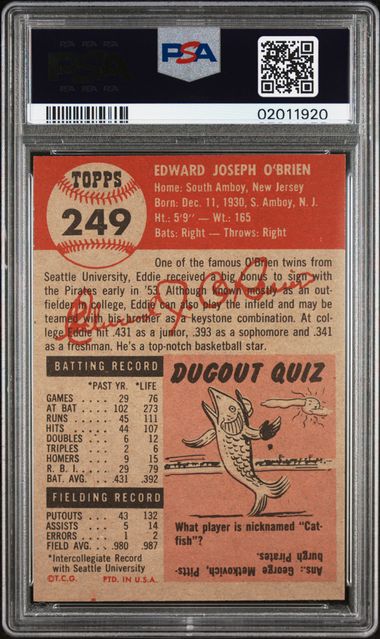 PSA
PSA
02011920
TOPPS
249
EDWARD JOSEPH O'BRIEN
Home: South Amboy, New Jersey
Born: Dec. 11, 1930, S. Amboy, N. J.
Ht: 5'9" — Wt: 165
Bats: Right — Throws: Right
One of the famous O'Brien twins from
Seattle University, Eddie received a big bonus to sign with
the Pirates early in '53. Although known mostly as an out-
fielder in college, Eddie can also play the infield and may be
teamed with his brother as a keystone combination. At col-
lege Eddie hit .431 as a junior, .393 as a sophomore and .341
as a freshman. He's a top-notch basketball star.
Edward J. O'Brien
BATTING RECORD
*PAST YR. *LIFE
GAMES 29 76
AT BAT 102 273
RUNS 45 111
HITS 44 107
DOUBLES 6 12
TRIPLES 2 6
HOMERS 9 15
R. B. I. 29 79
BAT. AVG. .431 .392
FIELDING RECORD
PUTOUTS 43 132
ASSISTS 5 14
ERRORS 1 2
FIELD AVG. .980 .987
*Intercollegiate Record
with Seattle University
©T.C.G. PTD. IN U.S.A.
DUGOUT QUIZ
What player is nicknamed "Cat-
fish"?
Ans.: George Metkovich, Pitts-
burgh Pirates.